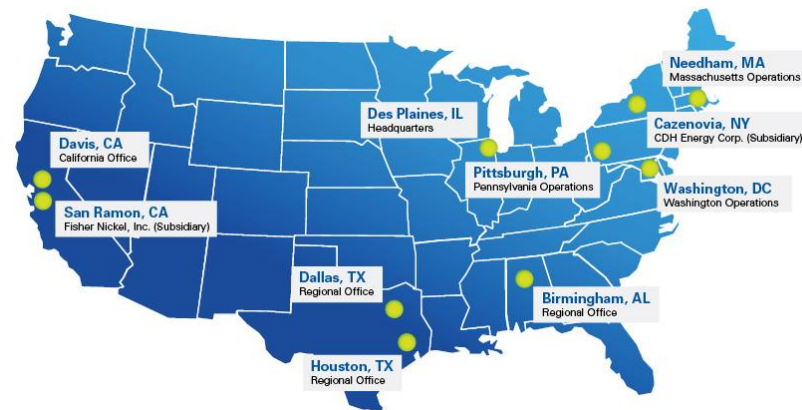 Needham, MA
Massachusetts Operations
Des Plaines, IL
Headquarters
Cazenovia, NY
CDH Energy Corp. (Subsidiary)
Davis, CA
California Office
Pittsburgh, PA
Pennsylvania Operations
Washington, DC
Washington Operations
San Ramon, CA
Fisher Nickel, Inc. (Subsidiary)
Dallas, TX
Regional Office
Birmingham, AL
Regional Office
Houston, TX
Regional Office